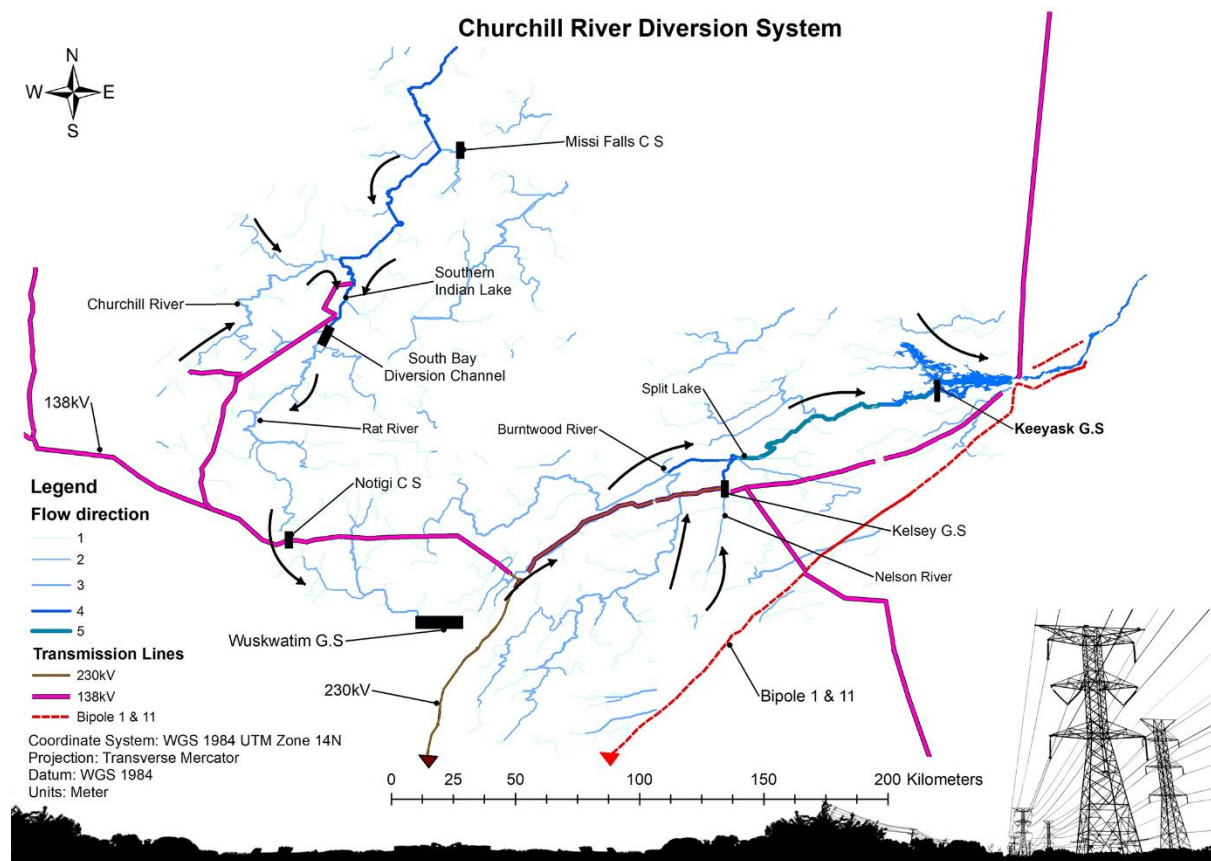 Churchill River Diversion System
N
W
E
S
Missi Falls C S
Southern
Indian Lake
Churchill River
South Bay
Diversion Channel
Split Lake
138kV
Rat River
Burntwood River
Keeyask G.S
Notigi C S
Kelsey G.S
Nelson River
Wuskwatim G.S
230kV
Bipole 1 & 11
Legend
Flow direction
1
2
3
4
5
Transmission Lines
230kV
138kV
Bipole 1 & 11
Coordinate System: WGS 1984 UTM Zone 14N
Projection: Transverse Mercator
Datum: WGS 1984
Units: Meter
0 25 50 100 150 200 Kilometers